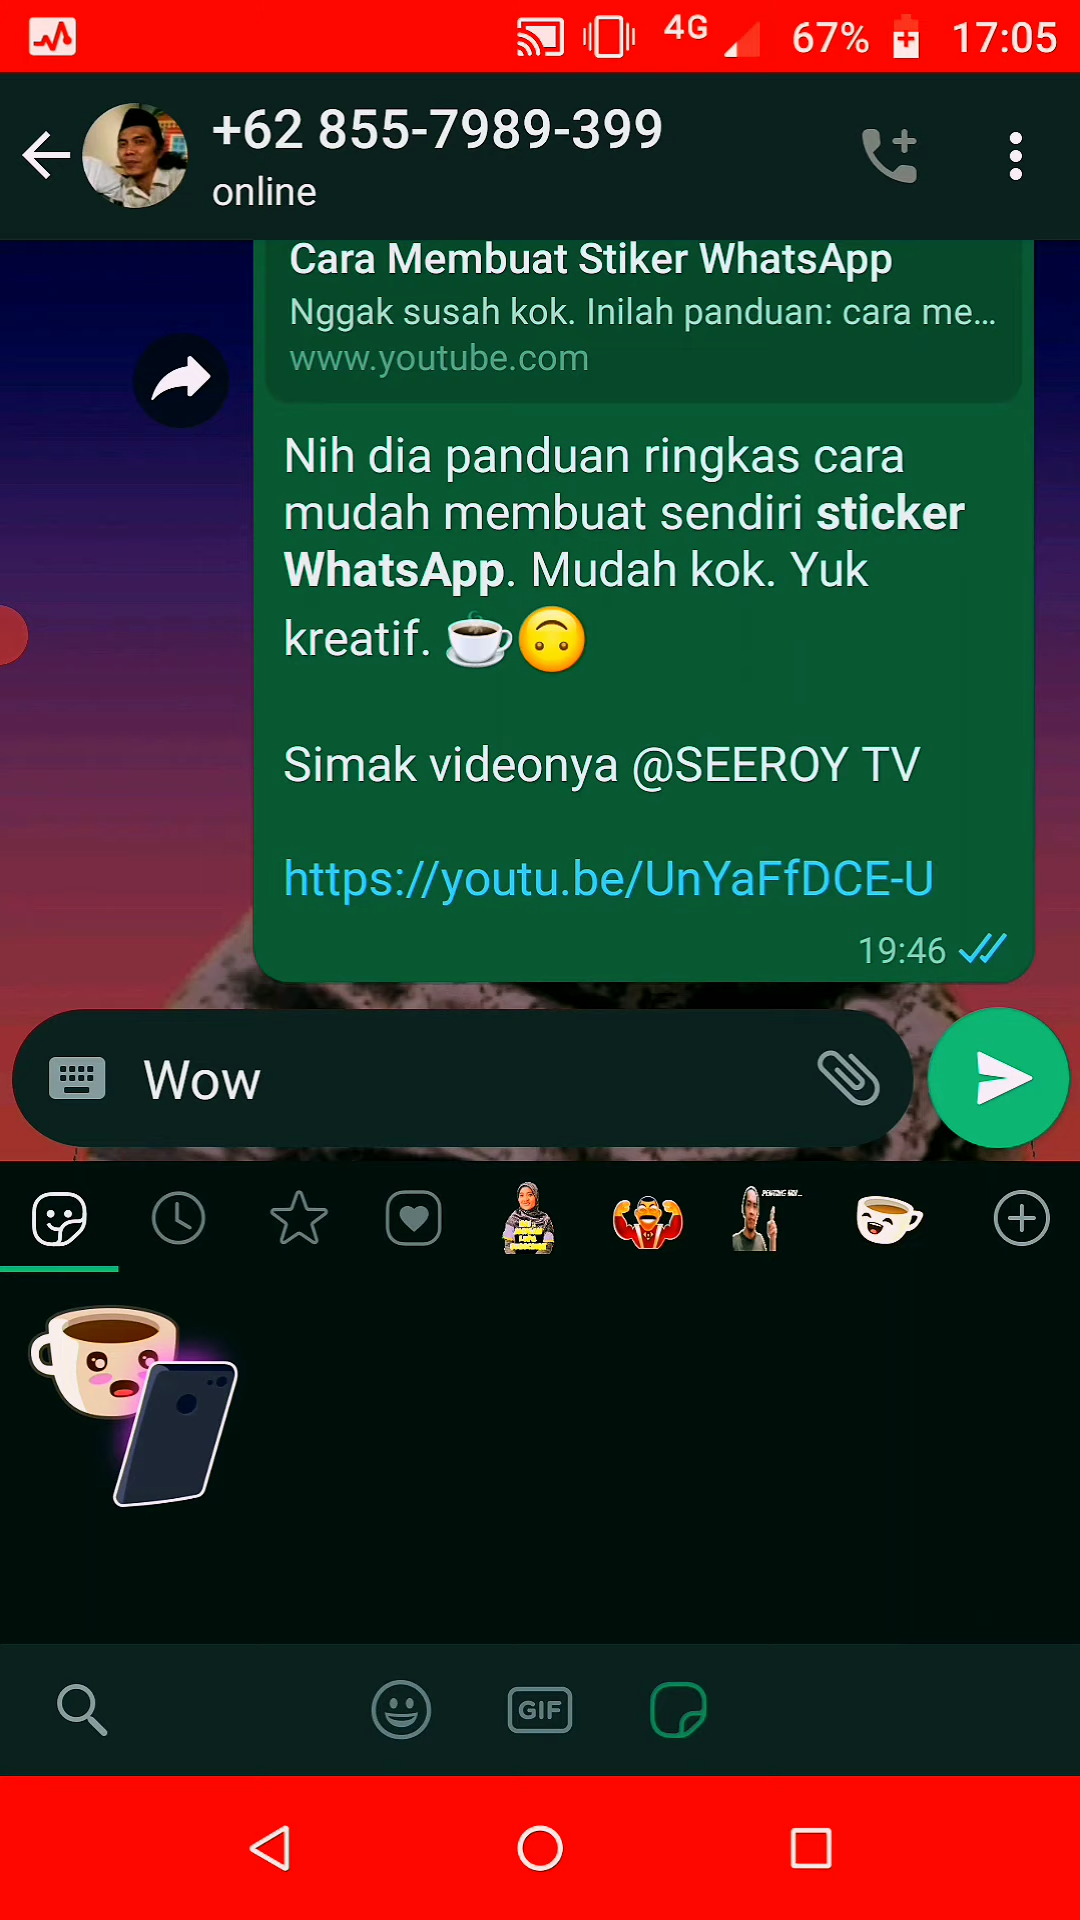 4G 67% 17:05
+62 855-7989-399
online
Cara Membuat Stiker WhatsApp
Nggak susah kok. Inilah panduan: cara me...
www.youtube.com
Nih dia panduan ringkas cara
mudah membuat sendiri sticker
WhatsApp. Mudah kok. Yuk
kreatif. ☕🙃
Simak videonya @SEEROY TV
https://youtu.be/UnYaFfDCE-U
19:46
Wow
GIF